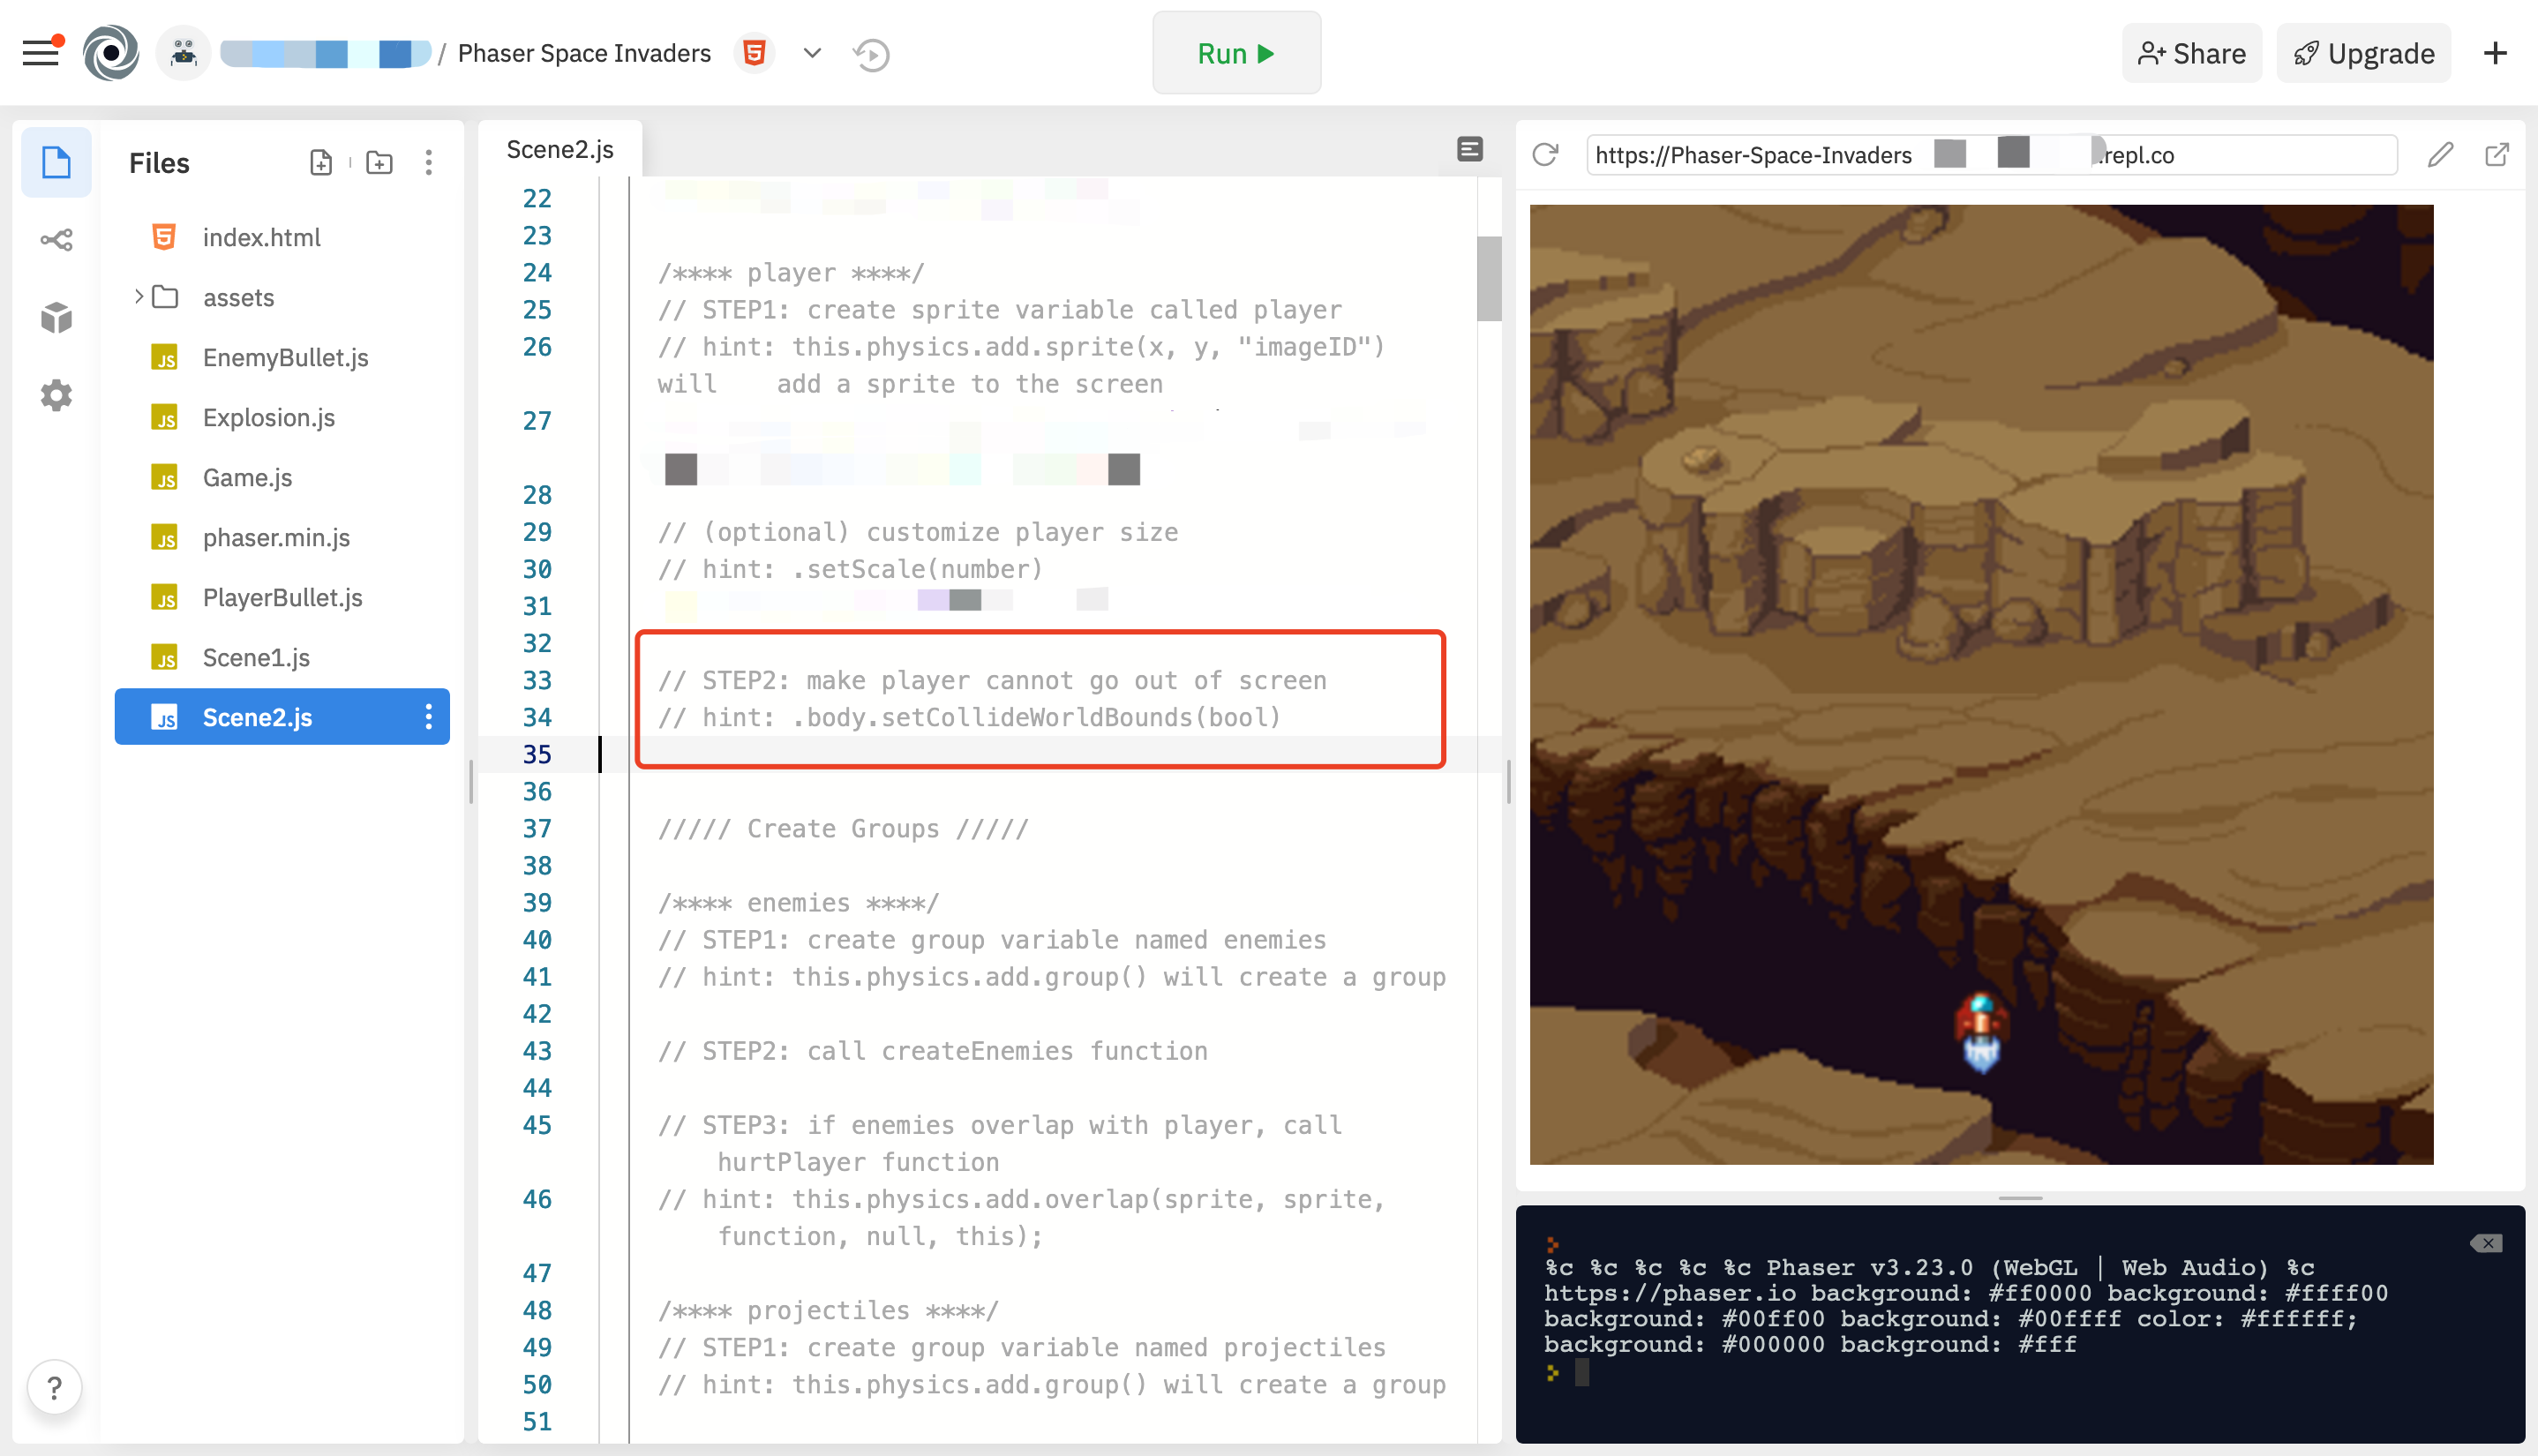 / Phaser Space Invaders
Run
Share
Upgrade
Files
index.html
assets
EnemyBullet.js
Explosion.js
Game.js
phaser.min.js
PlayerBullet.js
Scene1.js
Scene2.js
?
Scene2.js
22
23
24 /**** player ****/
25 // STEP1: create sprite variable called player
26 // hint: this.physics.add.sprite(x, y, "imageID")
will    add a sprite to the screen
27
28
29 // (optional) customize player size
30 // hint: .setScale(number)
31
32
33 // STEP2: make player cannot go out of screen
34 // hint: .body.setCollideWorldBounds(bool)
35
36
37 ///// Create Groups /////
38
39 /**** enemies ****/
40 // STEP1: create group variable named enemies
41 // hint: this.physics.add.group() will create a group
42
43 // STEP2: call createEnemies function
44
45 // STEP3: if enemies overlap with player, call
hurtPlayer function
46 // hint: this.physics.add.overlap(sprite, sprite,
function, null, this);
47
48 /**** projectiles ****/
49 // STEP1: create group variable named projectiles
50 // hint: this.physics.add.group() will create a group
51
https://Phaser-Space-Invaders .repl.co
%c %c %c %c %c Phaser v3.23.0 (WebGL | Web Audio) %c
https://phaser.io background: #ff0000 background: #ffff00
background: #00ff00 background: #00ffff color: #ffffff;
background: #000000 background: #fff